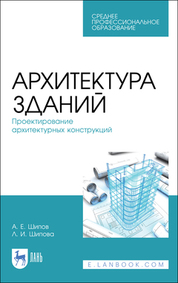 СРЕДНЕЕ
ПРОФЕССИОНАЛЬНОЕ
ОБРАЗОВАНИЕ
АРХИТЕКТУРА
ЗДАНИЙ
Проектирование
архитектурных конструкций
А. Е. Шипов
Л. И. Шипова
ЛАНЬ
E.LANBOOK.COM